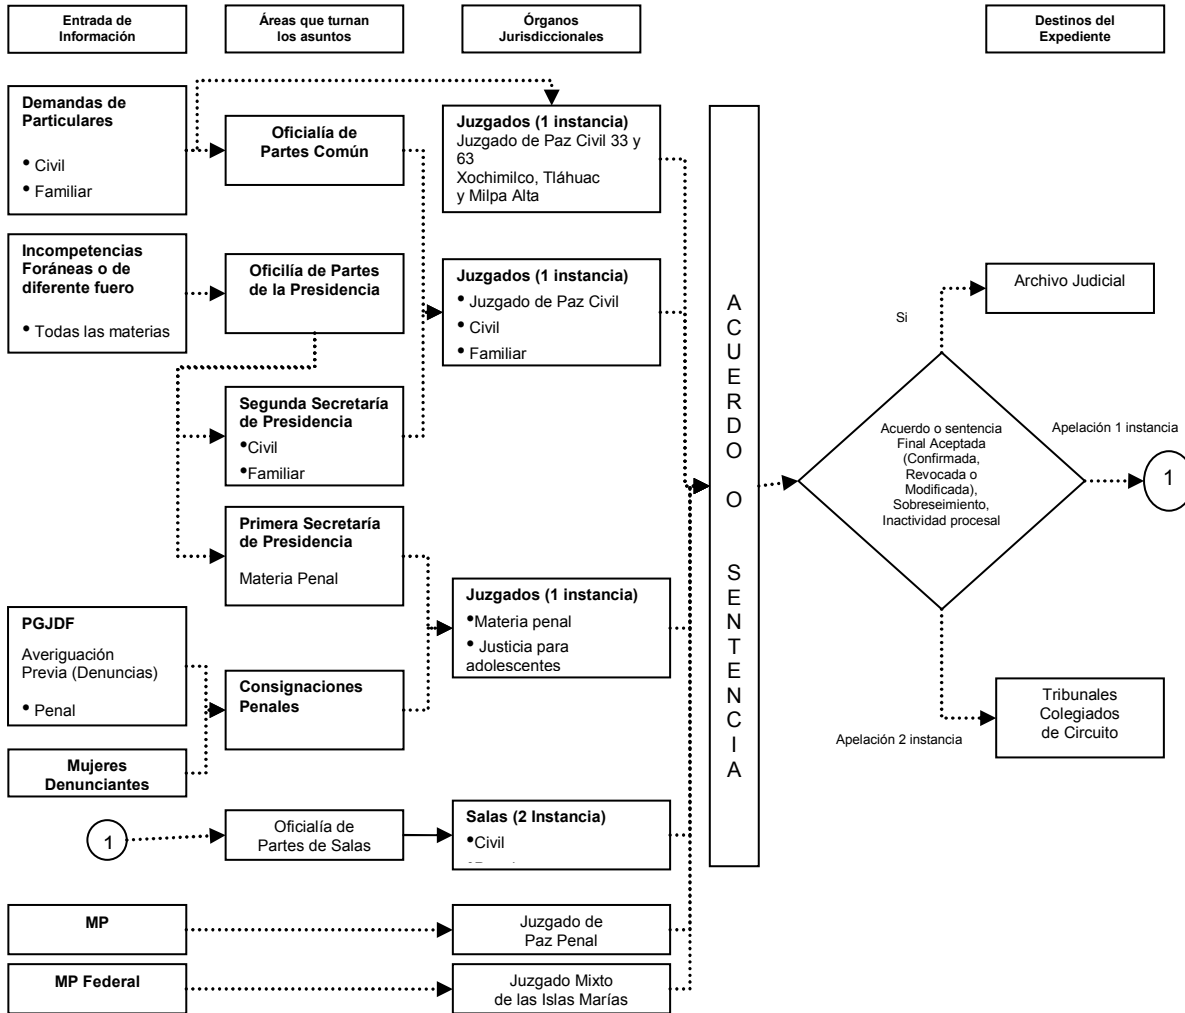 Entrada de
Información
Áreas que turnan
los asuntos
Órganos
Jurisdiccionales
Destinos del
Expediente
Demandas de
Particulares
• Civil
• Familiar
Oficialía de
Partes Común
Juzgados (1 instancia)
Juzgado de Paz Civil 33 y
63
Xochimilco, Tláhuac
y Milpa Alta
Incompetencias
Foráneas o de
diferente fuero
• Todas las materias
Oficilía de Partes
de la Presidencia
Juzgados (1 instancia)
• Juzgado de Paz Civil
• Civil
• Familiar
Segunda Secretaría
de Presidencia
•Civil
•Familiar
Primera Secretaría
de Presidencia
Materia Penal
PGJDF
Averiguación
Previa (Denuncias)
• Penal
Mujeres
Denunciantes
Consignaciones
Penales
Juzgados (1 instancia)
•Materia penal
• Justicia para
adolescentes
1
Oficialía de
Partes de Salas
Salas (2 Instancia)
•Civil
MP
Juzgado de
Paz Penal
MP Federal
Juzgado Mixto
de las Islas Marías
ACUERDO O SENTENCIA
Acuerdo o sentencia
Final Aceptada
(Confirmada,
Revocada o
Modificada),
Sobreseimiento,
Inactividad procesal
Si
Archivo Judicial
Apelación 1 instancia
1
Apelación 2 instancia
Tribunales
Colegiados
de Circuito